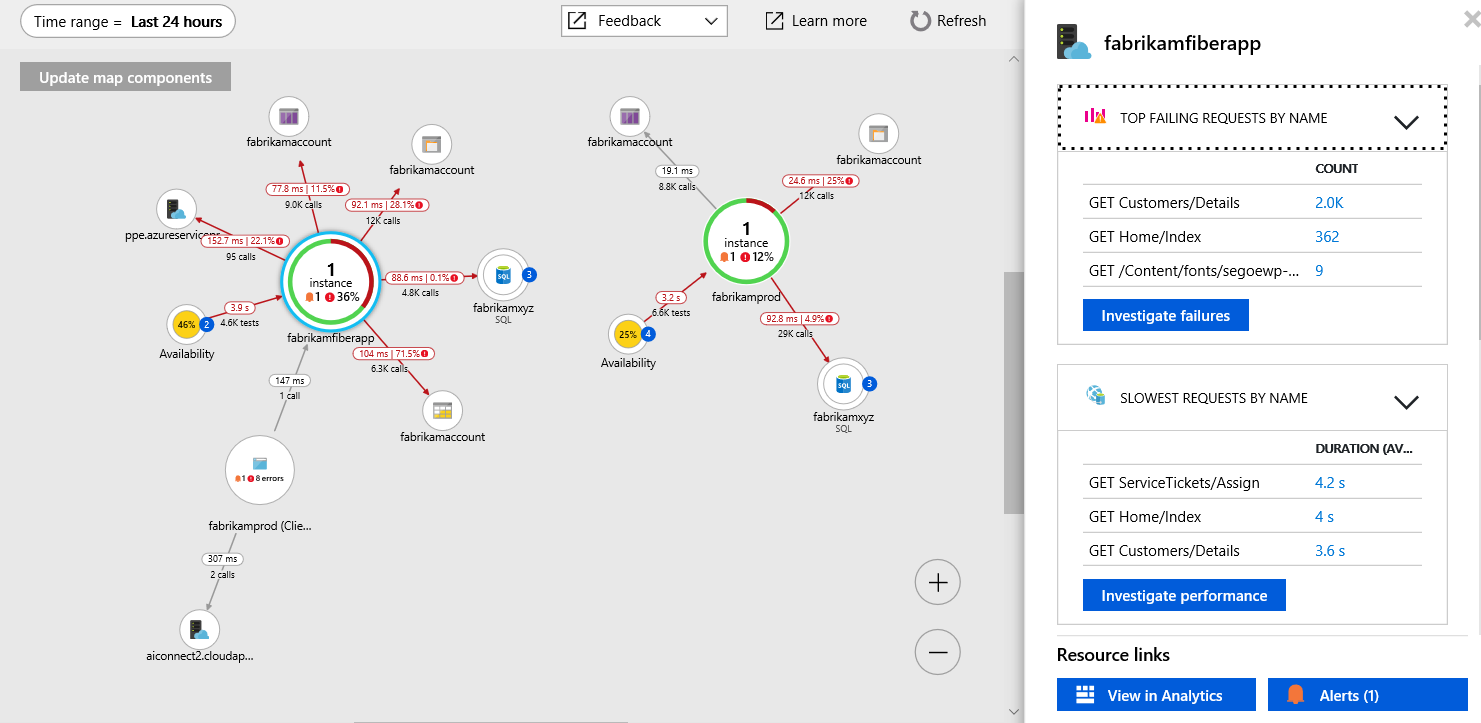 Time range = Last 24 hours
Feedback
Learn more
Refresh
Update map components
fabrikamaccount
fabrikamaccount
77.8 ms | 11.5%
9.0K calls
92.1 ms | 28.1%
12K calls
ppe.azureservicepr
152.7 ms | 22.1%
95 calls
1
instance
1 36%
fabrikamfiberapp
88.6 ms | 0.1%
4.8K calls
SQL
3
fabrikamxyz
SQL
46%
2
Availability
3.9 s
4.6K tests
104 ms | 71.5%
6.3K calls
fabrikamaccount
147 ms
1 call
1 8 errors
fabrikamprod (Clie...
307 ms
2 calls
aiconnect2.cloudap...
fabrikamaccount
fabrikamaccount
19.1 ms
8.8K calls
24.6 ms | 25%
12K calls
1
instance
1 12%
fabrikamprod
25%
4
Availability
3.2 s
6.6K tests
92.8 ms | 4.9%
29K calls
SQL
3
fabrikamxyz
SQL
fabrikamfiberapp
TOP FAILING REQUESTS BY NAME
COUNT
GET Customers/Details 2.0K
GET Home/Index 362
GET /Content/fonts/segoewp-... 9
Investigate failures
SLOWEST REQUESTS BY NAME
DURATION (AV...
GET ServiceTickets/Assign 4.2 s
GET Home/Index 4 s
GET Customers/Details 3.6 s
Investigate performance
Resource links
View in Analytics
Alerts (1)